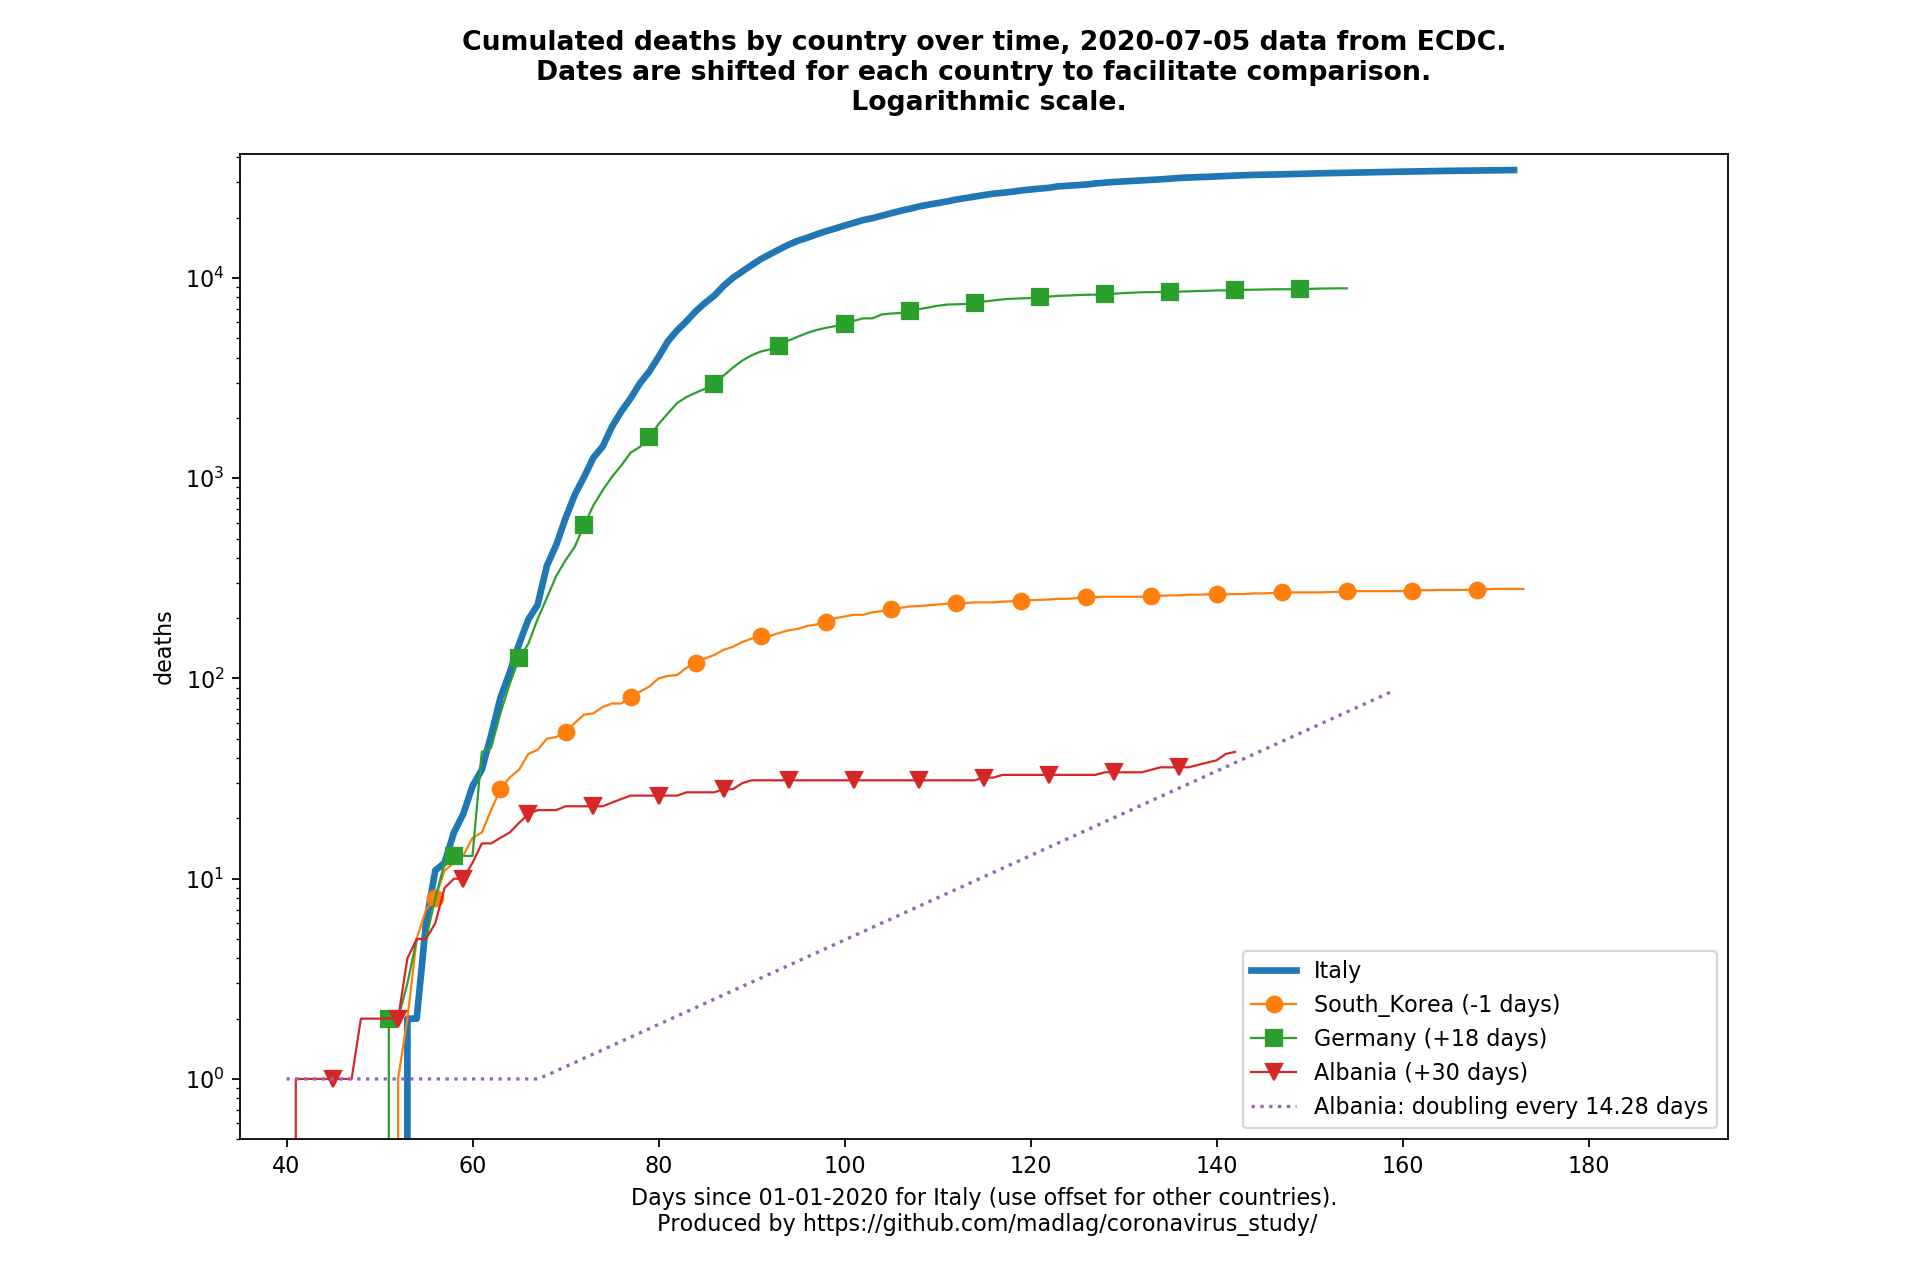 Cumulated deaths by country over time, 2020-07-05 data from ECDC.
Dates are shifted for each country to facilitate comparison.
Logarithmic scale.
deaths
10⁴
10³
10²
10¹
10⁰
Italy
South_Korea (-1 days)
Germany (+18 days)
Albania (+30 days)
Albania: doubling every 14.28 days
40 60 80 100 120 140 160 180
Days since 01-01-2020 for Italy (use offset for other countries).
Produced by https://github.com/madlag/coronavirus_study/